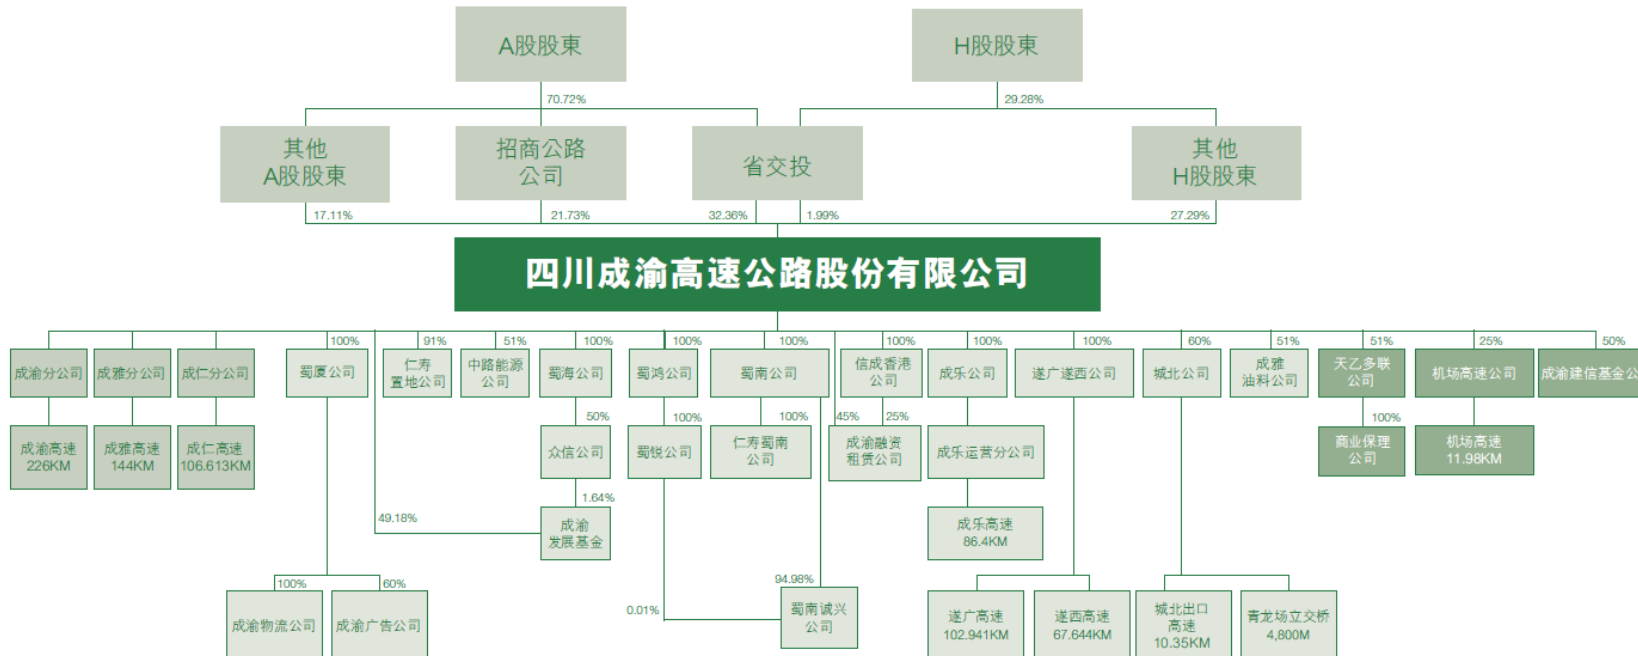 A股股東
H股股東
70.72%
29.28%
其他
A股股東
招商公路
公司
省交投
其他
H股股東
17.11%
21.73%
32.36%
1.99%
27.29%
四川成渝高速公路股份有限公司
100%
91%
51%
100%
100%
100%
100%
100%
100%
60%
51%
51%
25%
50%
成渝分公司
成雅分公司
成仁分公司
蜀厦公司
仁寿
置地公司
中路能源
公司
蜀海公司
蜀鸿公司
蜀南公司
信成香港
公司
成乐公司
遂广遂西公司
城北公司
成雅
油料公司
天乙多联
公司
机场高速公司
成渝建信基金公
50%
100%
100%
45%
25%
100%
成渝高速
226KM
成雅高速
144KM
成仁高速
106.613KM
众信公司
蜀锐公司
仁寿蜀南
公司
成渝融资
租赁公司
成乐运营分公司
商业保理
公司
机场高速
11.98KM
1.64%
49.18%
成渝
发展基金
成乐高速
86.4KM
100%
60%
0.01%
94.98%
成渝物流公司
成渝广告公司
蜀南诚兴
公司
遂广高速
102.941KM
遂西高速
67.644KM
城北出口
高速
10.35KM
青龙场立交桥
4,800M